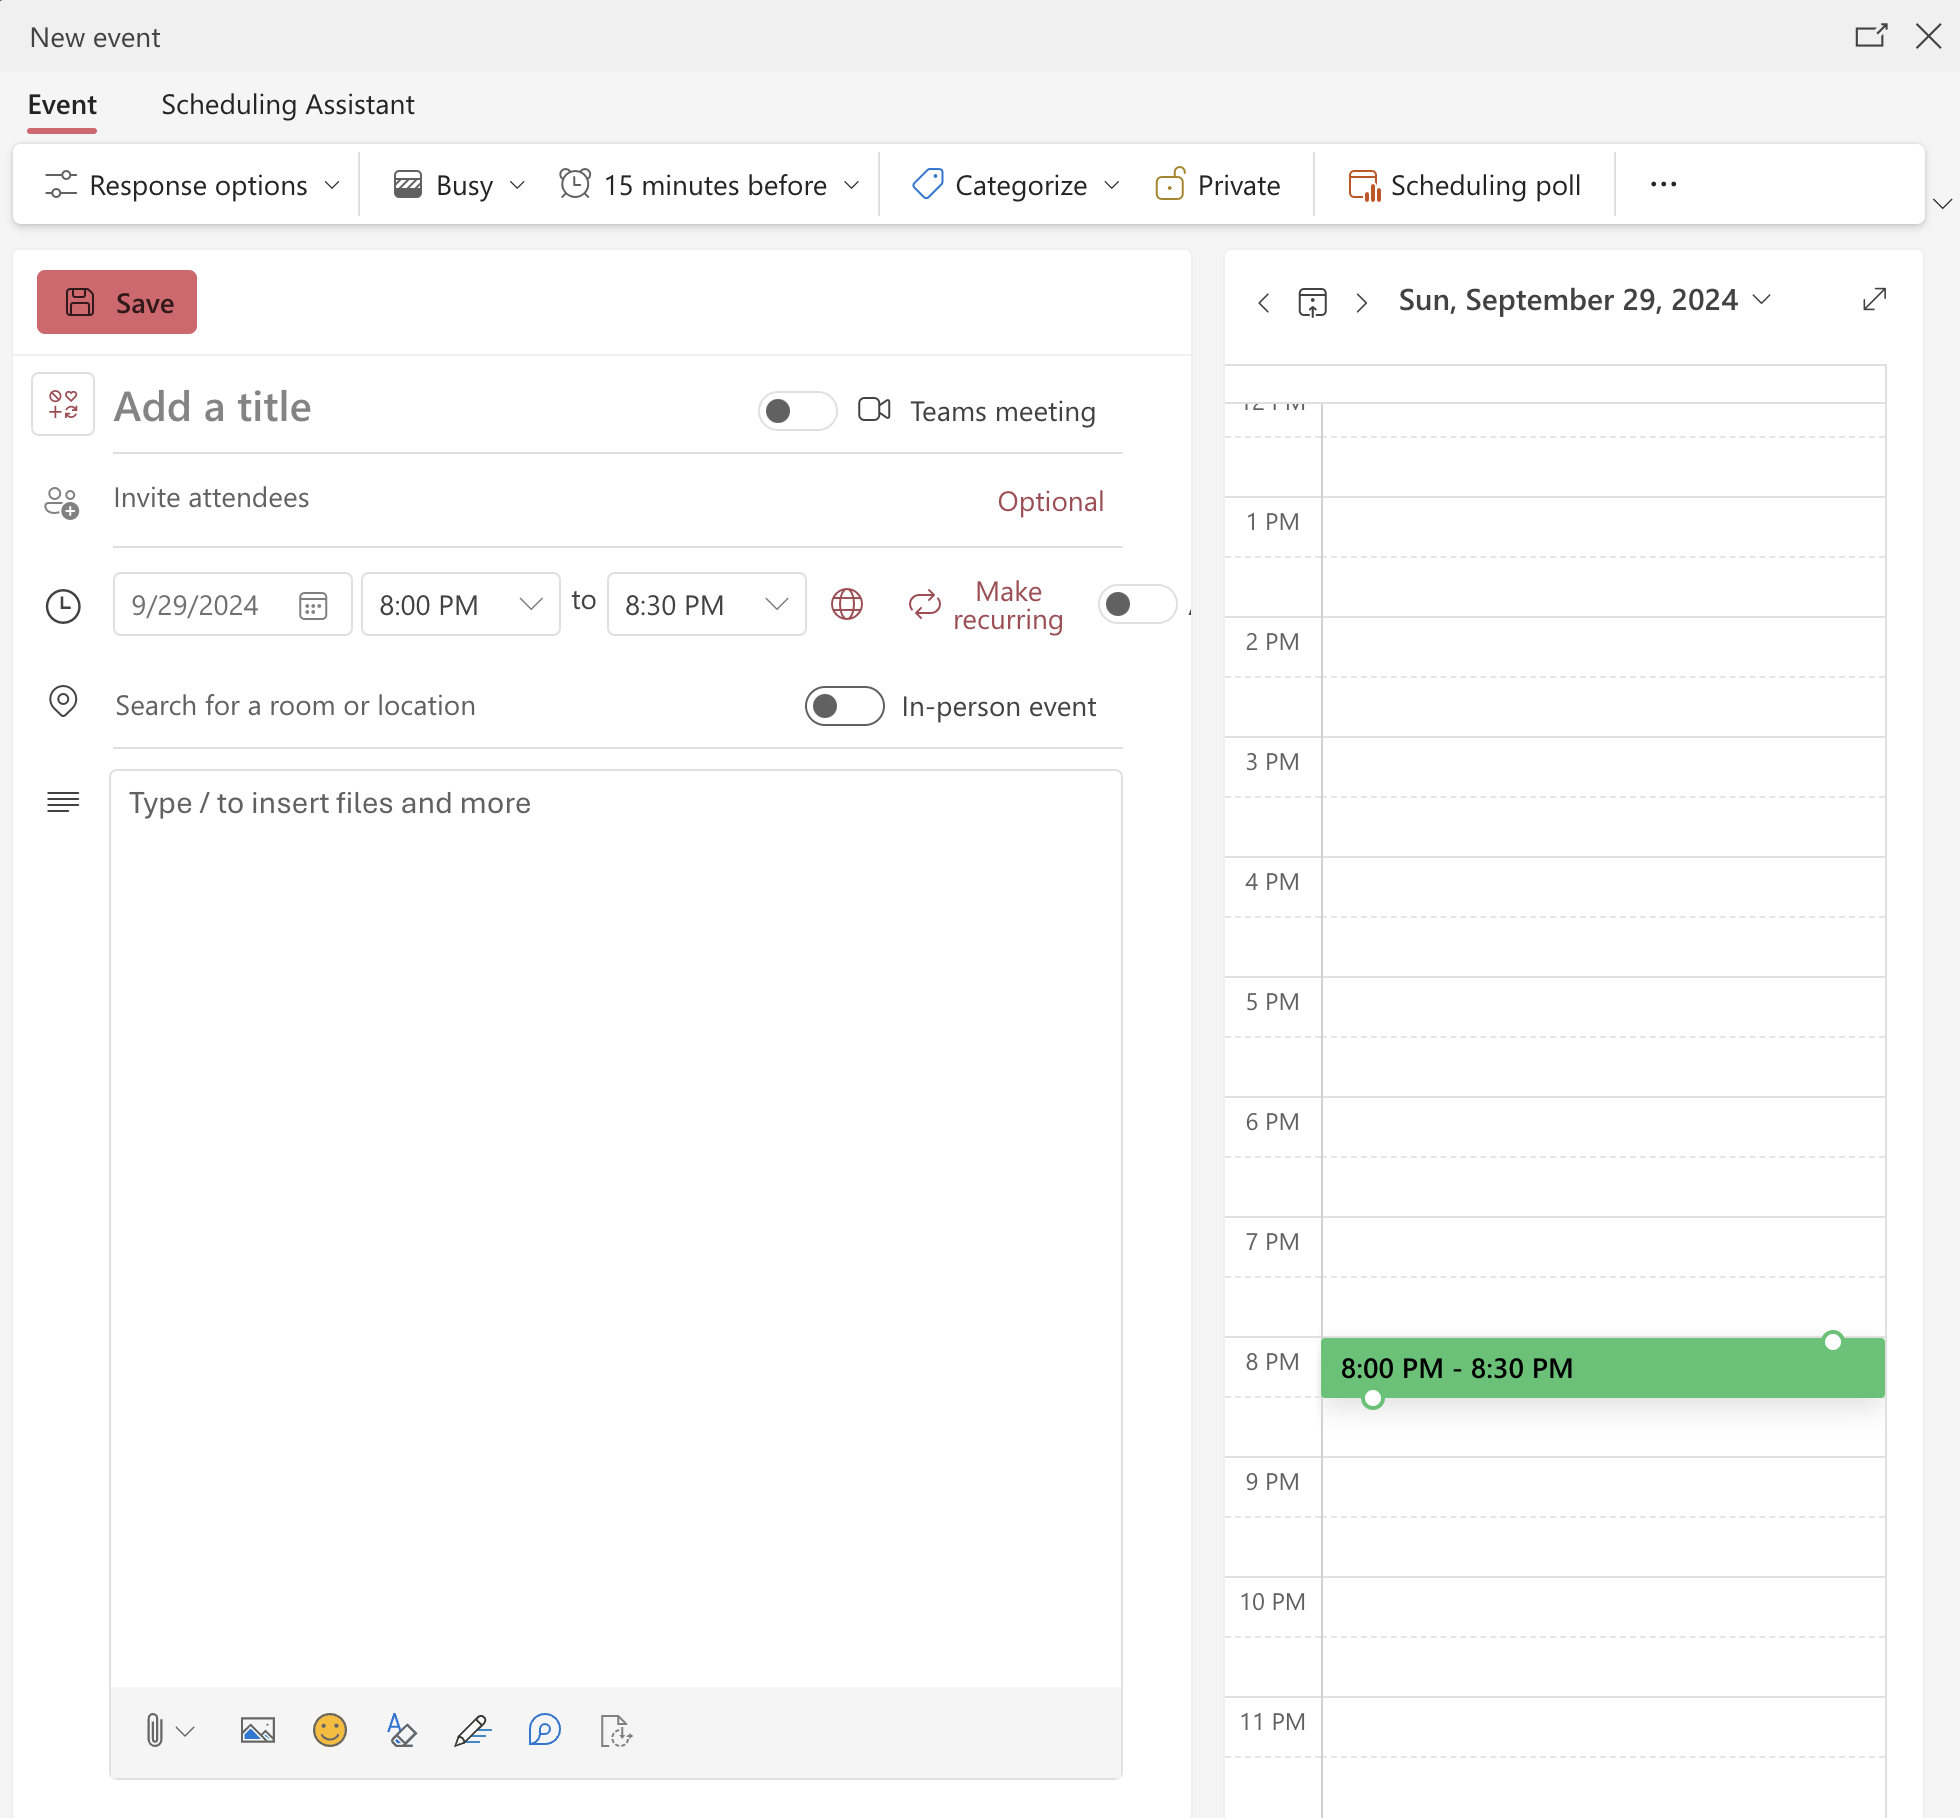 New event
Event Scheduling Assistant
Response options Busy 15 minutes before Categorize Private Scheduling poll ...
Save
Add a title Teams meeting
Invite attendees Optional
9/29/2024 8:00 PM to 8:30 PM Make recurring
Search for a room or location In-person event
Type / to insert files and more
Sun, September 29, 2024
12 PM
1 PM
2 PM
3 PM
4 PM
5 PM
6 PM
7 PM
8 PM 8:00 PM - 8:30 PM
9 PM
10 PM
11 PM